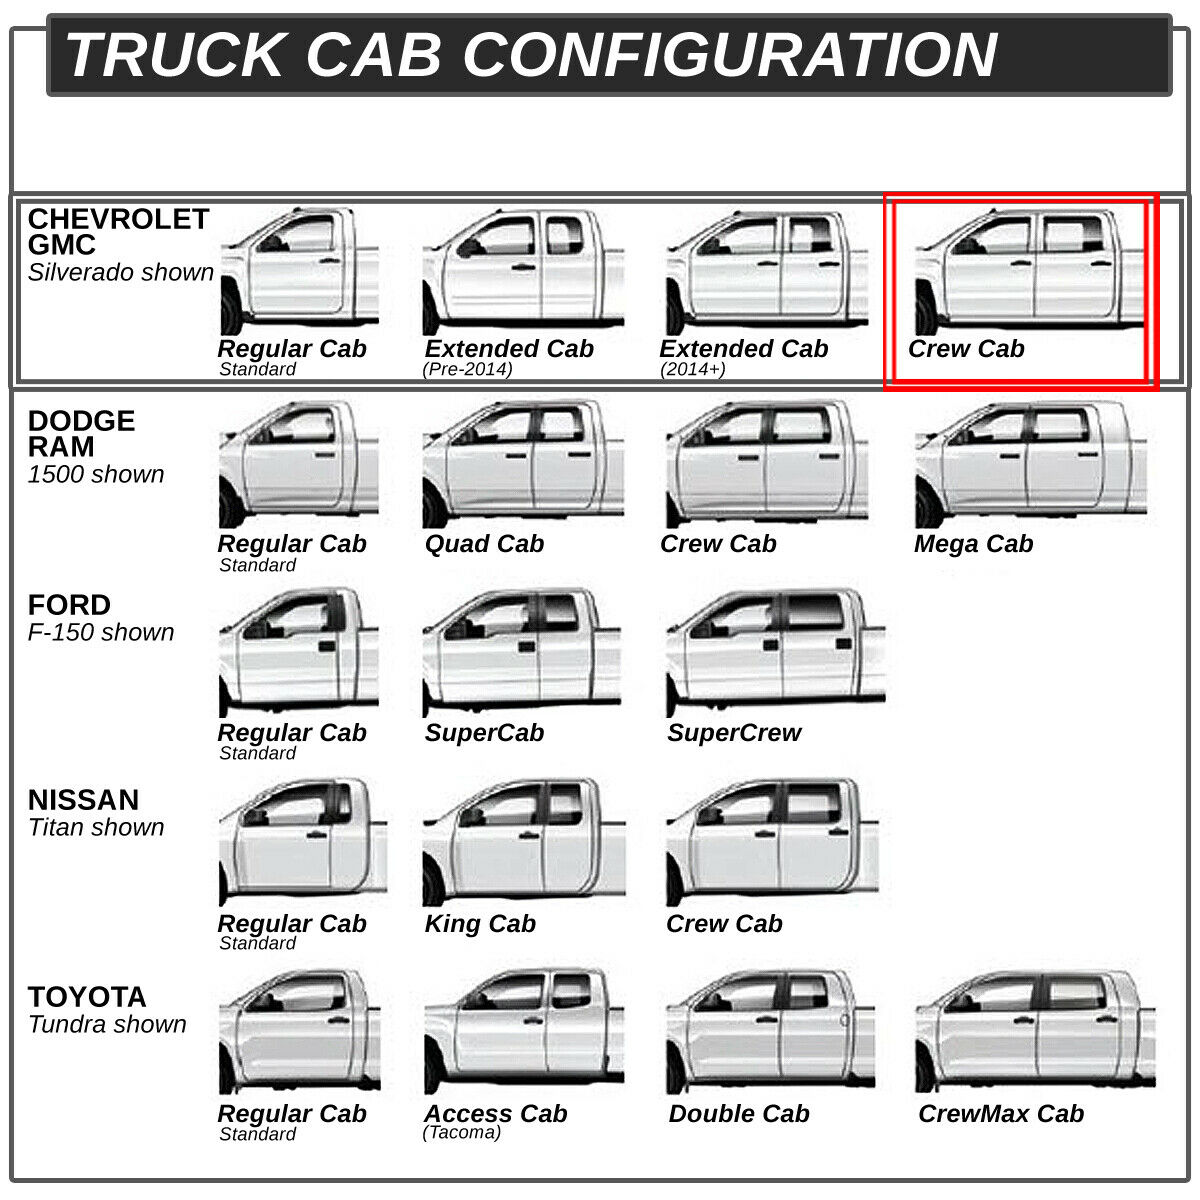 TRUCK CAB CONFIGURATION
CHEVROLET
GMC
Silverado shown
Regular Cab
Standard
Extended Cab
(Pre-2014)
Extended Cab
(2014+)
Crew Cab
DODGE
RAM
1500 shown
Regular Cab
Standard
Quad Cab
Crew Cab
Mega Cab
FORD
F-150 shown
Regular Cab
Standard
SuperCab
SuperCrew
NISSAN
Titan shown
Regular Cab
Standard
King Cab
Crew Cab
TOYOTA
Tundra shown
Regular Cab
Standard
Access Cab
(Tacoma)
Double Cab
CrewMax Cab